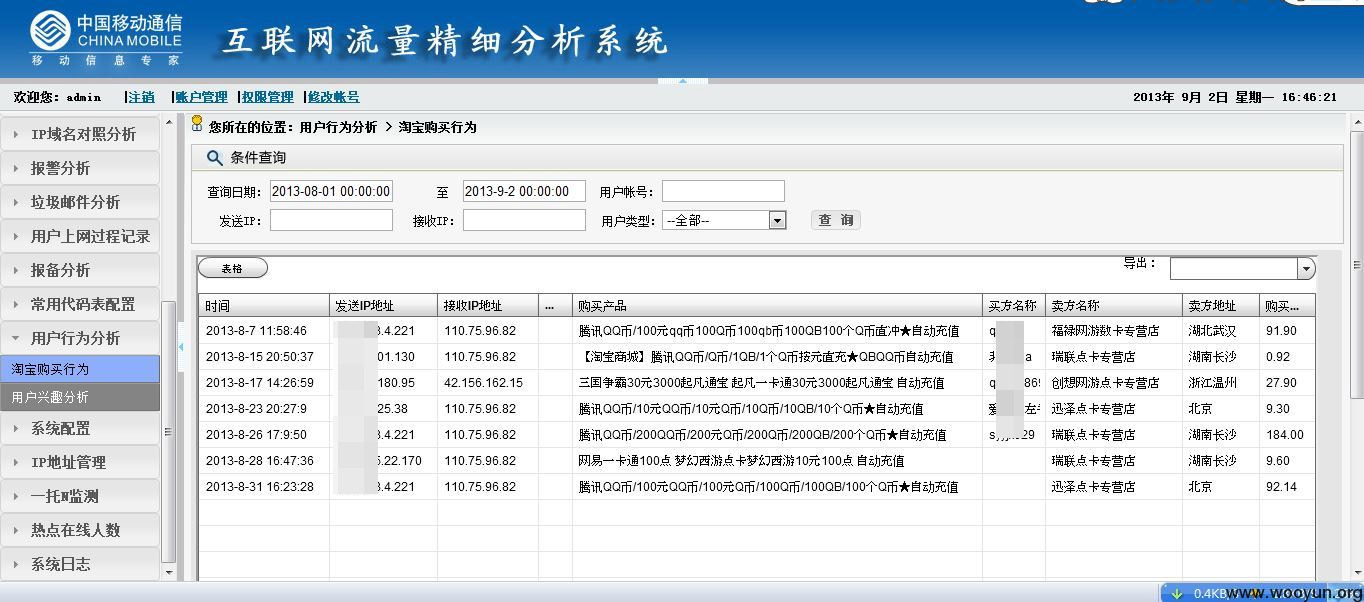 中国移动通信
CHINA MOBILE
移动信息专家
互联网流量精细分析系统
欢迎您：admin |注销 |账户管理 |权限管理 |修改帐号 2013年 9月 2日 星期一 16:46:21
IP域名对照分析
报警分析
垃圾邮件分析
用户上网过程记录
报备分析
常用代码表配置
用户行为分析
淘宝购买行为
用户兴趣分析
系统配置
IP地址管理
一托N监测
热点在线人数
系统日志
您所在的位置：用户行为分析 > 淘宝购买行为
条件查询
查询日期： 2013-08-01 00:00:00 至 2013-9-2 00:00:00 用户帐号：
发送IP： 接收IP： 用户类型： --全部-- 查 询
表格 导出：
时间 发送IP地址 接收IP地址 ... 购买产品 买方名称 卖方名称 卖方地址 购买...
2013-8-7 11:58:46 3.4.221 110.75.96.82 腾讯QQ币/100元qq币100Q币100qb币100QB100个Q币直冲★自动充值 q 福禄网游数卡专营店 湖北武汉 91.90
2013-8-15 20:50:37 01.130 110.75.96.82 【淘宝商城】腾讯QQ币/Q币/1QB/1个Q币按元直充★QBQQ币自动充值 a 瑞联点卡专营店 湖南长沙 0.92
2013-8-17 14:26:59 180.95 42.156.162.15 三国争霸30元3000起凡通宝 起凡一卡通30元3000起凡通宝 自动充值 q 86 创想网游点卡专营店 浙江温州 27.90
2013-8-23 20:27:9 25.38 110.75.96.82 腾讯QQ币/10元QQ币/10元Q币/10Q币/10QB/10个Q币★自动充值 爱 左 迅泽点卡专营店 北京 9.30
2013-8-26 17:9:50 3.4.221 110.75.96.82 腾讯QQ币/200QQ币/200元Q币/200Q币/200QB/200个Q币★自动充值 29 瑞联点卡专营店 湖南长沙 184.00
2013-8-28 16:47:36 5.22.170 110.75.96.82 网易一卡通100点 梦幻西游点卡梦幻西游10元100点 自动充值 瑞联点卡专营店 湖南长沙 9.60
2013-8-31 16:23:28 3.4.221 110.75.96.82 腾讯QQ币/100元QQ币/100元Q币/100Q币/100QB/100个Q币★自动充值 迅泽点卡专营店 北京 92.14
0.4KB
www.wooyun.org